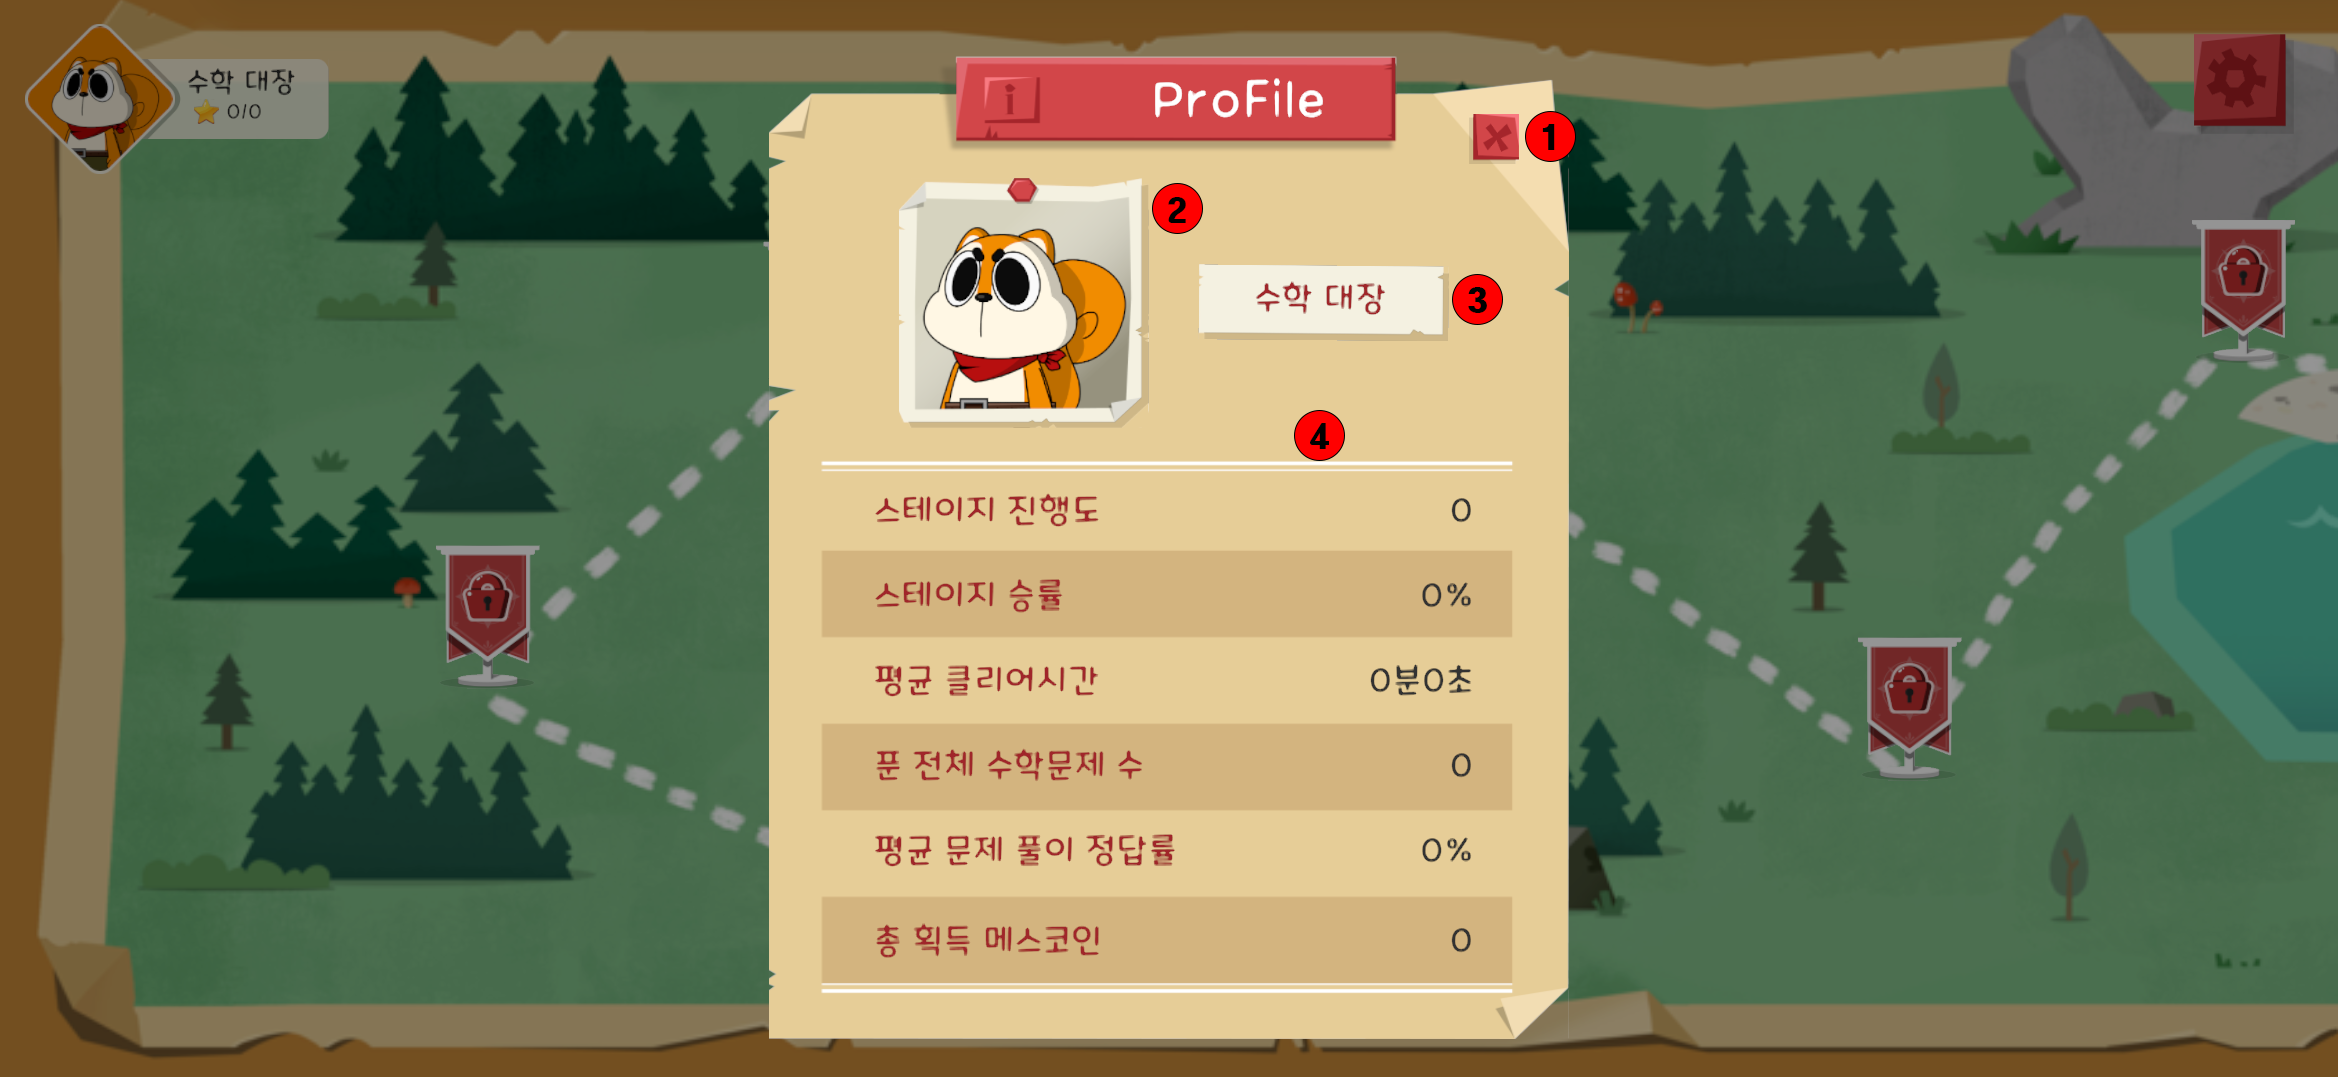 수학 대장
0/0
i ProFile
1
2
수학 대장
3
4
스테이지 진행도 0
스테이지 승률 0%
평균 클리어시간 0분0초
푼 전체 수학문제 수 0
평균 문제 풀이 정답률 0%
총 획득 메스코인 0